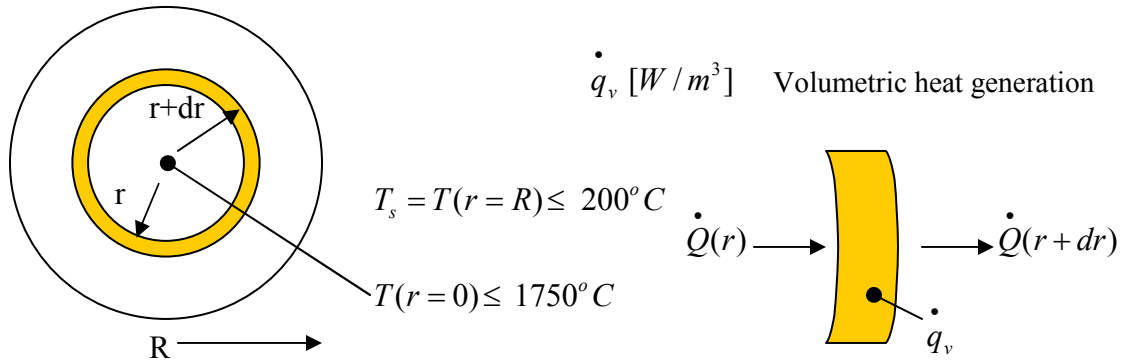 q̇_v [W / m³] Volumetric heat generation
r+dr
r
T_s = T(r = R) ≤ 200°C
Q̇(r)
Q̇(r + dr)
T(r = 0) ≤ 1750°C
q̇_v
R